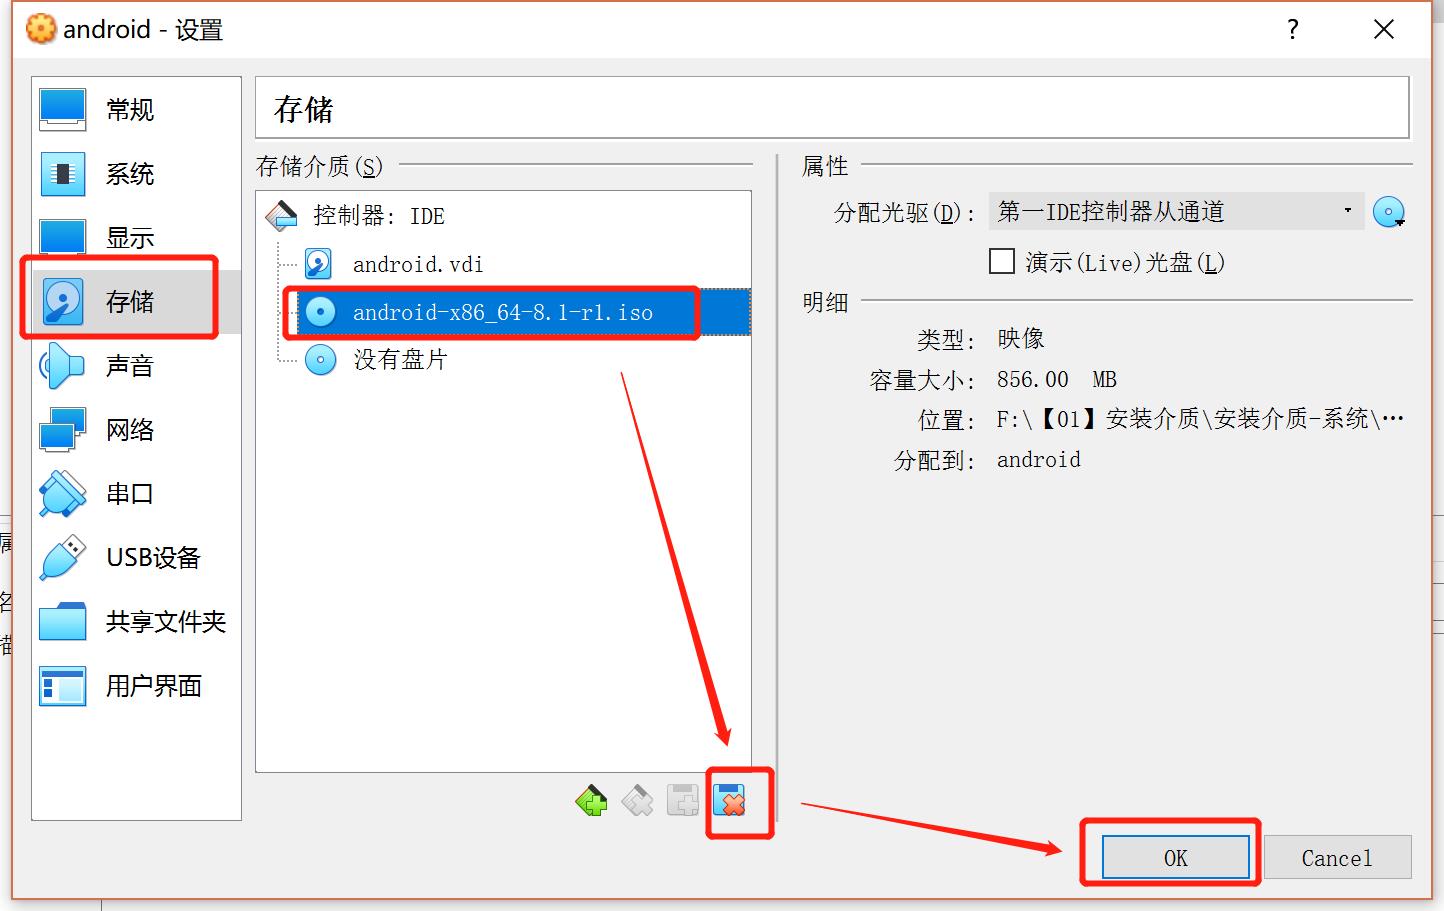 android - 设置
?
常规
系统
显示
存储
声音
网络
串口
USB设备
共享文件夹
用户界面
存储
存储介质(S)
控制器: IDE
android.vdi
android-x86_64-8.1-r1.iso
没有盘片
属性
分配光驱(D): 第一IDE控制器从通道
演示(Live)光盘(L)
明细
类型: 映像
容量大小: 856.00 MB
位置: F:\【01】安装介质\安装介质-系统\…
分配到: android
OK
Cancel